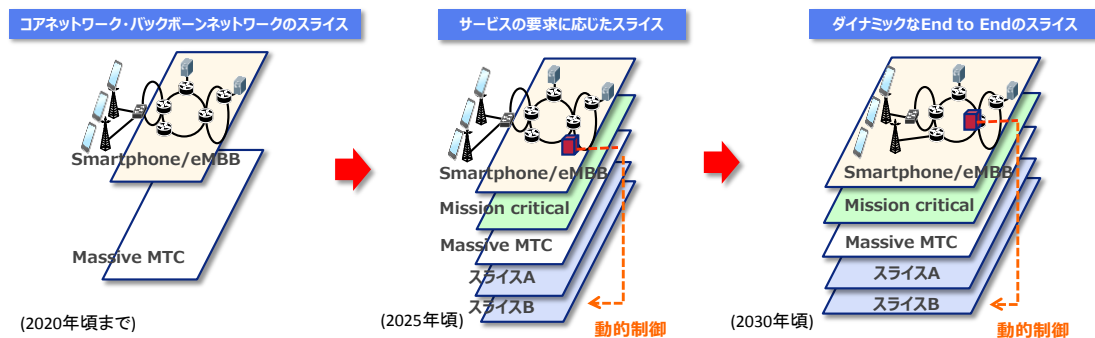 コアネットワーク・バックボーンネットワークのスライス
Smartphone/eMBB
Massive MTC
(2020年頃まで)
サービスの要求に応じたスライス
Smartphone/eMBB
Mission critical
Massive MTC
スライスA
スライスB
(2025年頃)
動的制御
ダイナミックなEnd to Endのスライス
Smartphone/eMBB
Mission critical
Massive MTC
スライスA
スライスB
(2030年頃)
動的制御